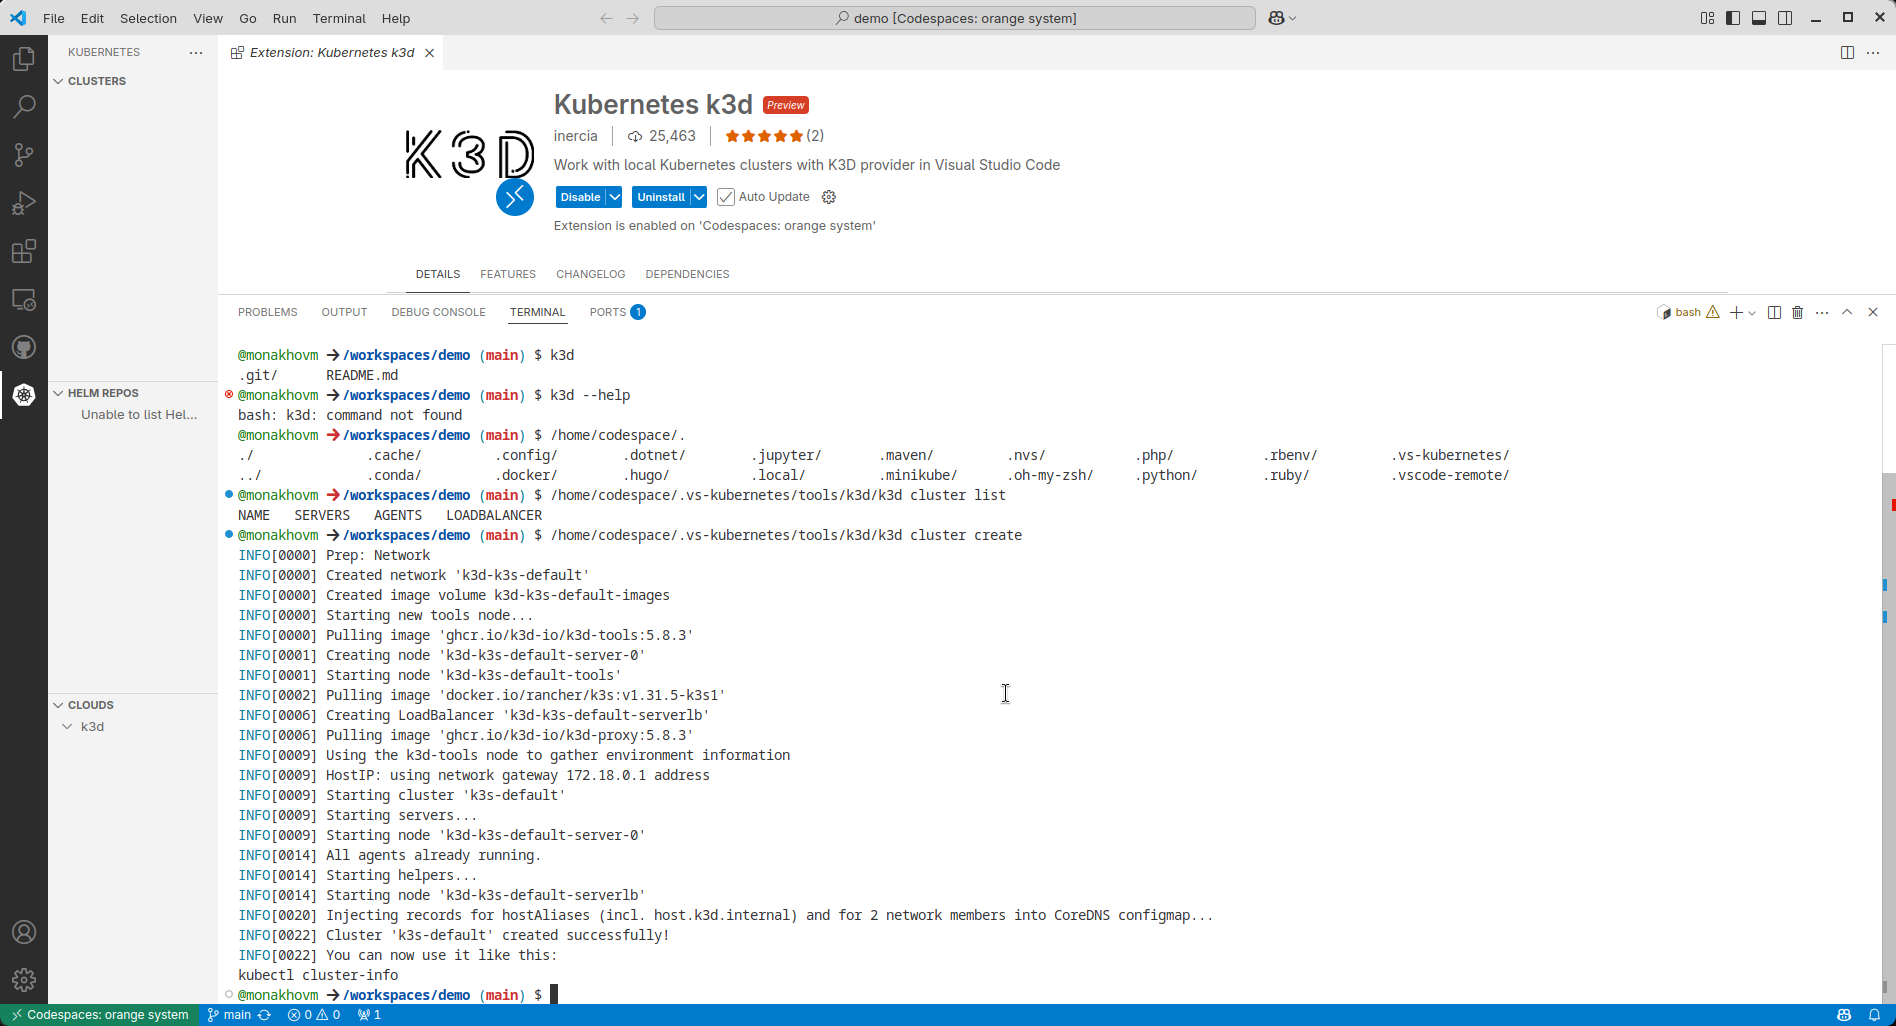 File Edit Selection View Go Run Terminal Help
demo [Codespaces: orange system]
KUBERNETES
Extension: Kubernetes k3d
CLUSTERS
K3D
Kubernetes k3d Preview
inercia 25,463 (2)
Work with local Kubernetes clusters with K3D provider in Visual Studio Code
Disable Uninstall Auto Update
Extension is enabled on 'Codespaces: orange system'
DETAILS FEATURES CHANGELOG DEPENDENCIES
PROBLEMS OUTPUT DEBUG CONSOLE TERMINAL PORTS 1
bash
HELM REPOS
Unable to list Hel...
CLOUDS
k3d
@monakhovm ➜ /workspaces/demo (main) $ k3d
.git/ README.md
@monakhovm ➜ /workspaces/demo (main) $ k3d --help
bash: k3d: command not found
@monakhovm ➜ /workspaces/demo (main) $ /home/codespace/.
./ .cache/ .config/ .dotnet/ .jupyter/ .maven/ .nvs/ .php/ .rbenv/ .vs-kubernetes/
../ .conda/ .docker/ .hugo/ .local/ .minikube/ .oh-my-zsh/ .python/ .ruby/ .vscode-remote/
@monakhovm ➜ /workspaces/demo (main) $ /home/codespace/.vs-kubernetes/tools/k3d/k3d cluster list
NAME SERVERS AGENTS LOADBALANCER
@monakhovm ➜ /workspaces/demo (main) $ /home/codespace/.vs-kubernetes/tools/k3d/k3d cluster create
INFO[0000] Prep: Network
INFO[0000] Created network 'k3d-k3s-default'
INFO[0000] Created image volume k3d-k3s-default-images
INFO[0000] Starting new tools node...
INFO[0000] Pulling image 'ghcr.io/k3d-io/k3d-tools:5.8.3'
INFO[0001] Creating node 'k3d-k3s-default-server-0'
INFO[0001] Starting node 'k3d-k3s-default-tools'
INFO[0002] Pulling image 'docker.io/rancher/k3s:v1.31.5-k3s1'
INFO[0006] Creating LoadBalancer 'k3d-k3s-default-serverlb'
INFO[0006] Pulling image 'ghcr.io/k3d-io/k3d-proxy:5.8.3'
INFO[0009] Using the k3d-tools node to gather environment information
INFO[0009] HostIP: using network gateway 172.18.0.1 address
INFO[0009] Starting cluster 'k3s-default'
INFO[0009] Starting servers...
INFO[0009] Starting node 'k3d-k3s-default-server-0'
INFO[0014] All agents already running.
INFO[0014] Starting helpers...
INFO[0014] Starting node 'k3d-k3s-default-serverlb'
INFO[0020] Injecting records for hostAliases (incl. host.k3d.internal) and for 2 network members into CoreDNS configmap...
INFO[0022] Cluster 'k3s-default' created successfully!
INFO[0022] You can now use it like this:
kubectl cluster-info
@monakhovm ➜ /workspaces/demo (main) $
Codespaces: orange system main 0 0 1